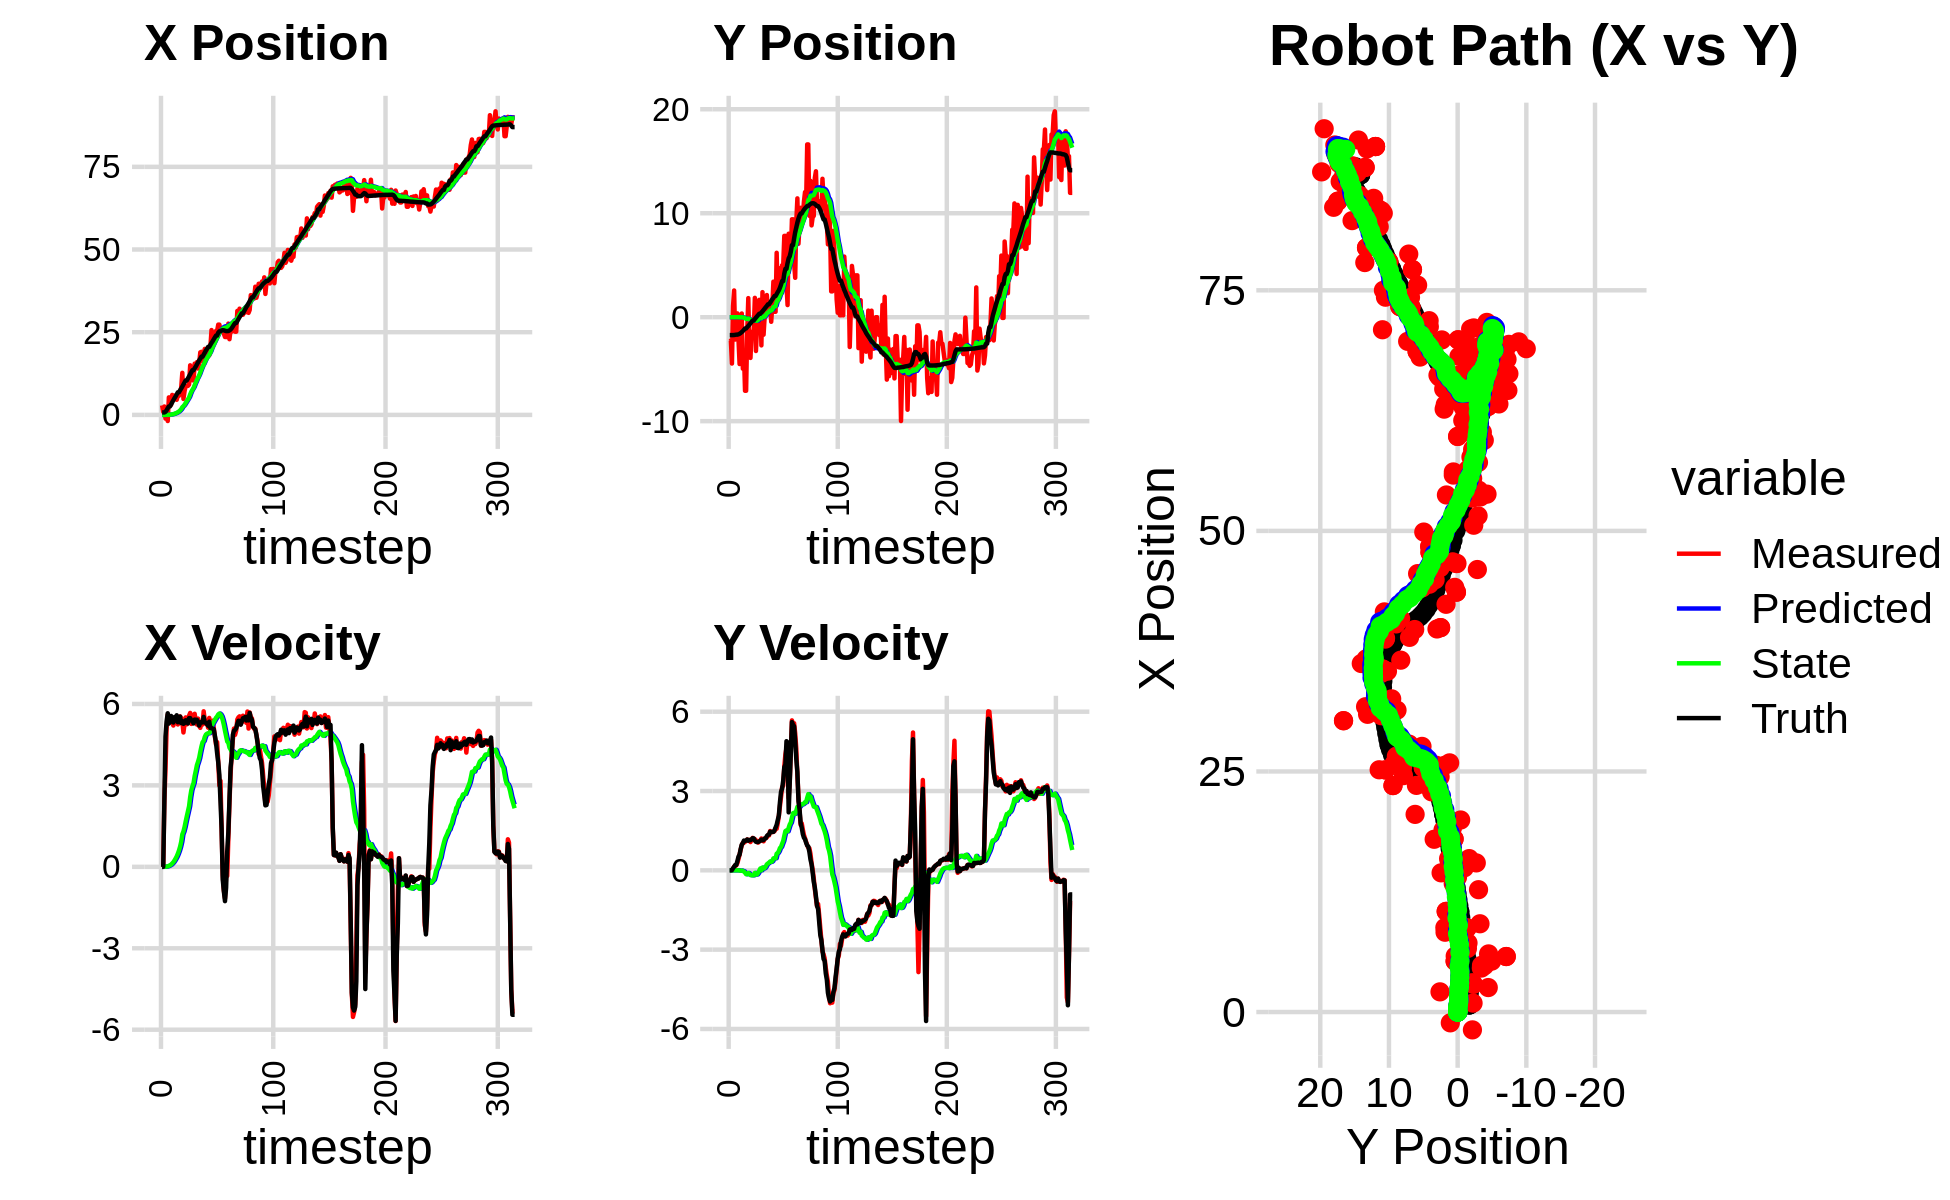 X Position
75
50
25
0
0
100
200
300
timestep
Y Position
20
10
0
-10
0
100
200
300
timestep
X Velocity
6
3
0
-3
-6
0
100
200
300
timestep
Y Velocity
6
3
0
-3
-6
0
100
200
300
timestep
Robot Path (X vs Y)
X Position
75
50
25
0
20 10 0 -10 -20
Y Position
variable
Measured
Predicted
State
Truth